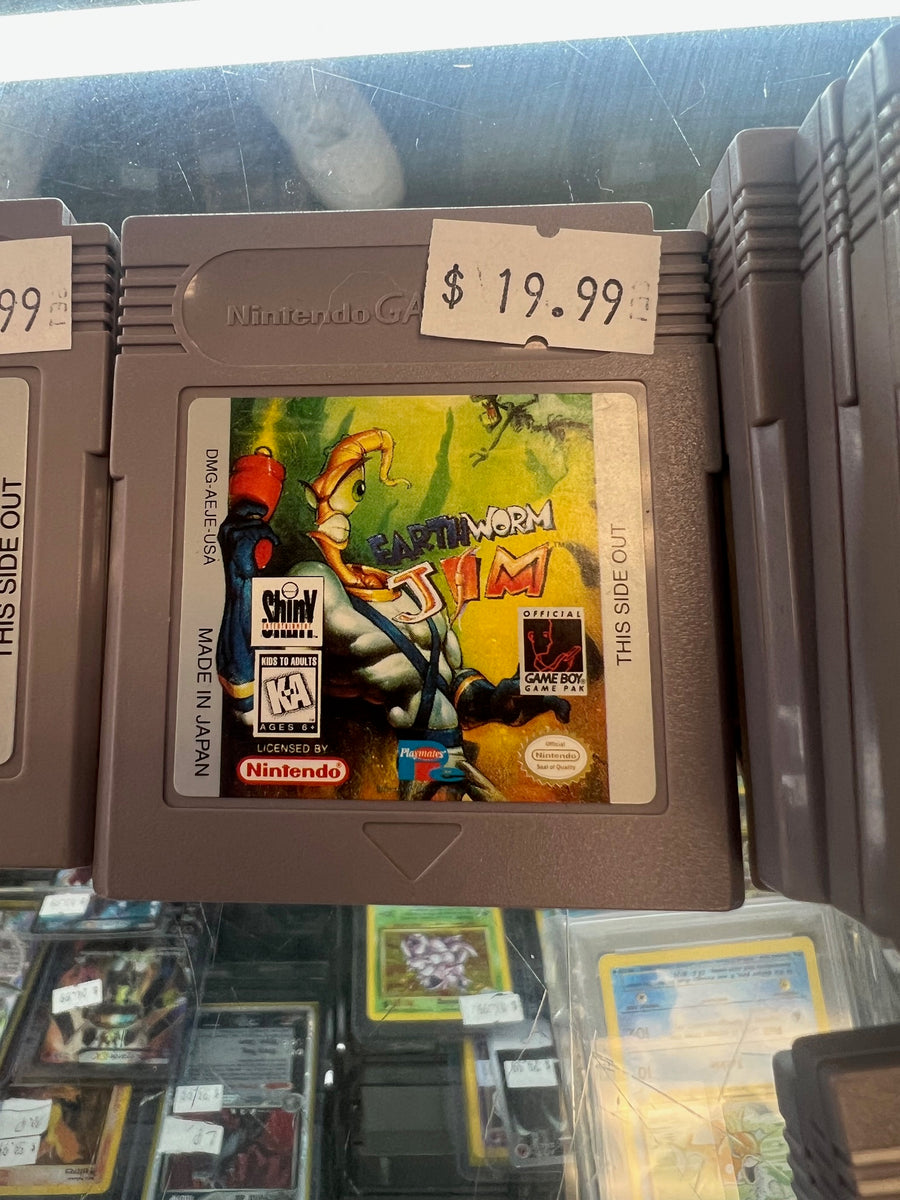 99
THIS SIDE OUT
Nintendo GA
$ 19.99
DMG-AEJE-USA
MADE IN JAPAN
EARTHWORM
JIM
THIS SIDE OUT
Shiny
ENTERTAINMENT
KIDS TO ADULTS
KA
AGES 6+
OFFICIAL
GAME BOY
GAME PAK
LICENSED BY
Nintendo
Playmates
Official
Nintendo
Seal of Quality